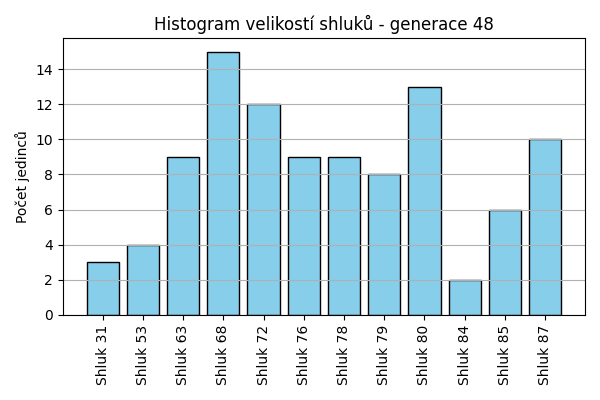 Histogram velikostí shluků - generace 48
Počet jedinců
14
12
10
8
6
4
2
0
Shluk 31
Shluk 53
Shluk 63
Shluk 68
Shluk 72
Shluk 76
Shluk 78
Shluk 79
Shluk 80
Shluk 84
Shluk 85
Shluk 87